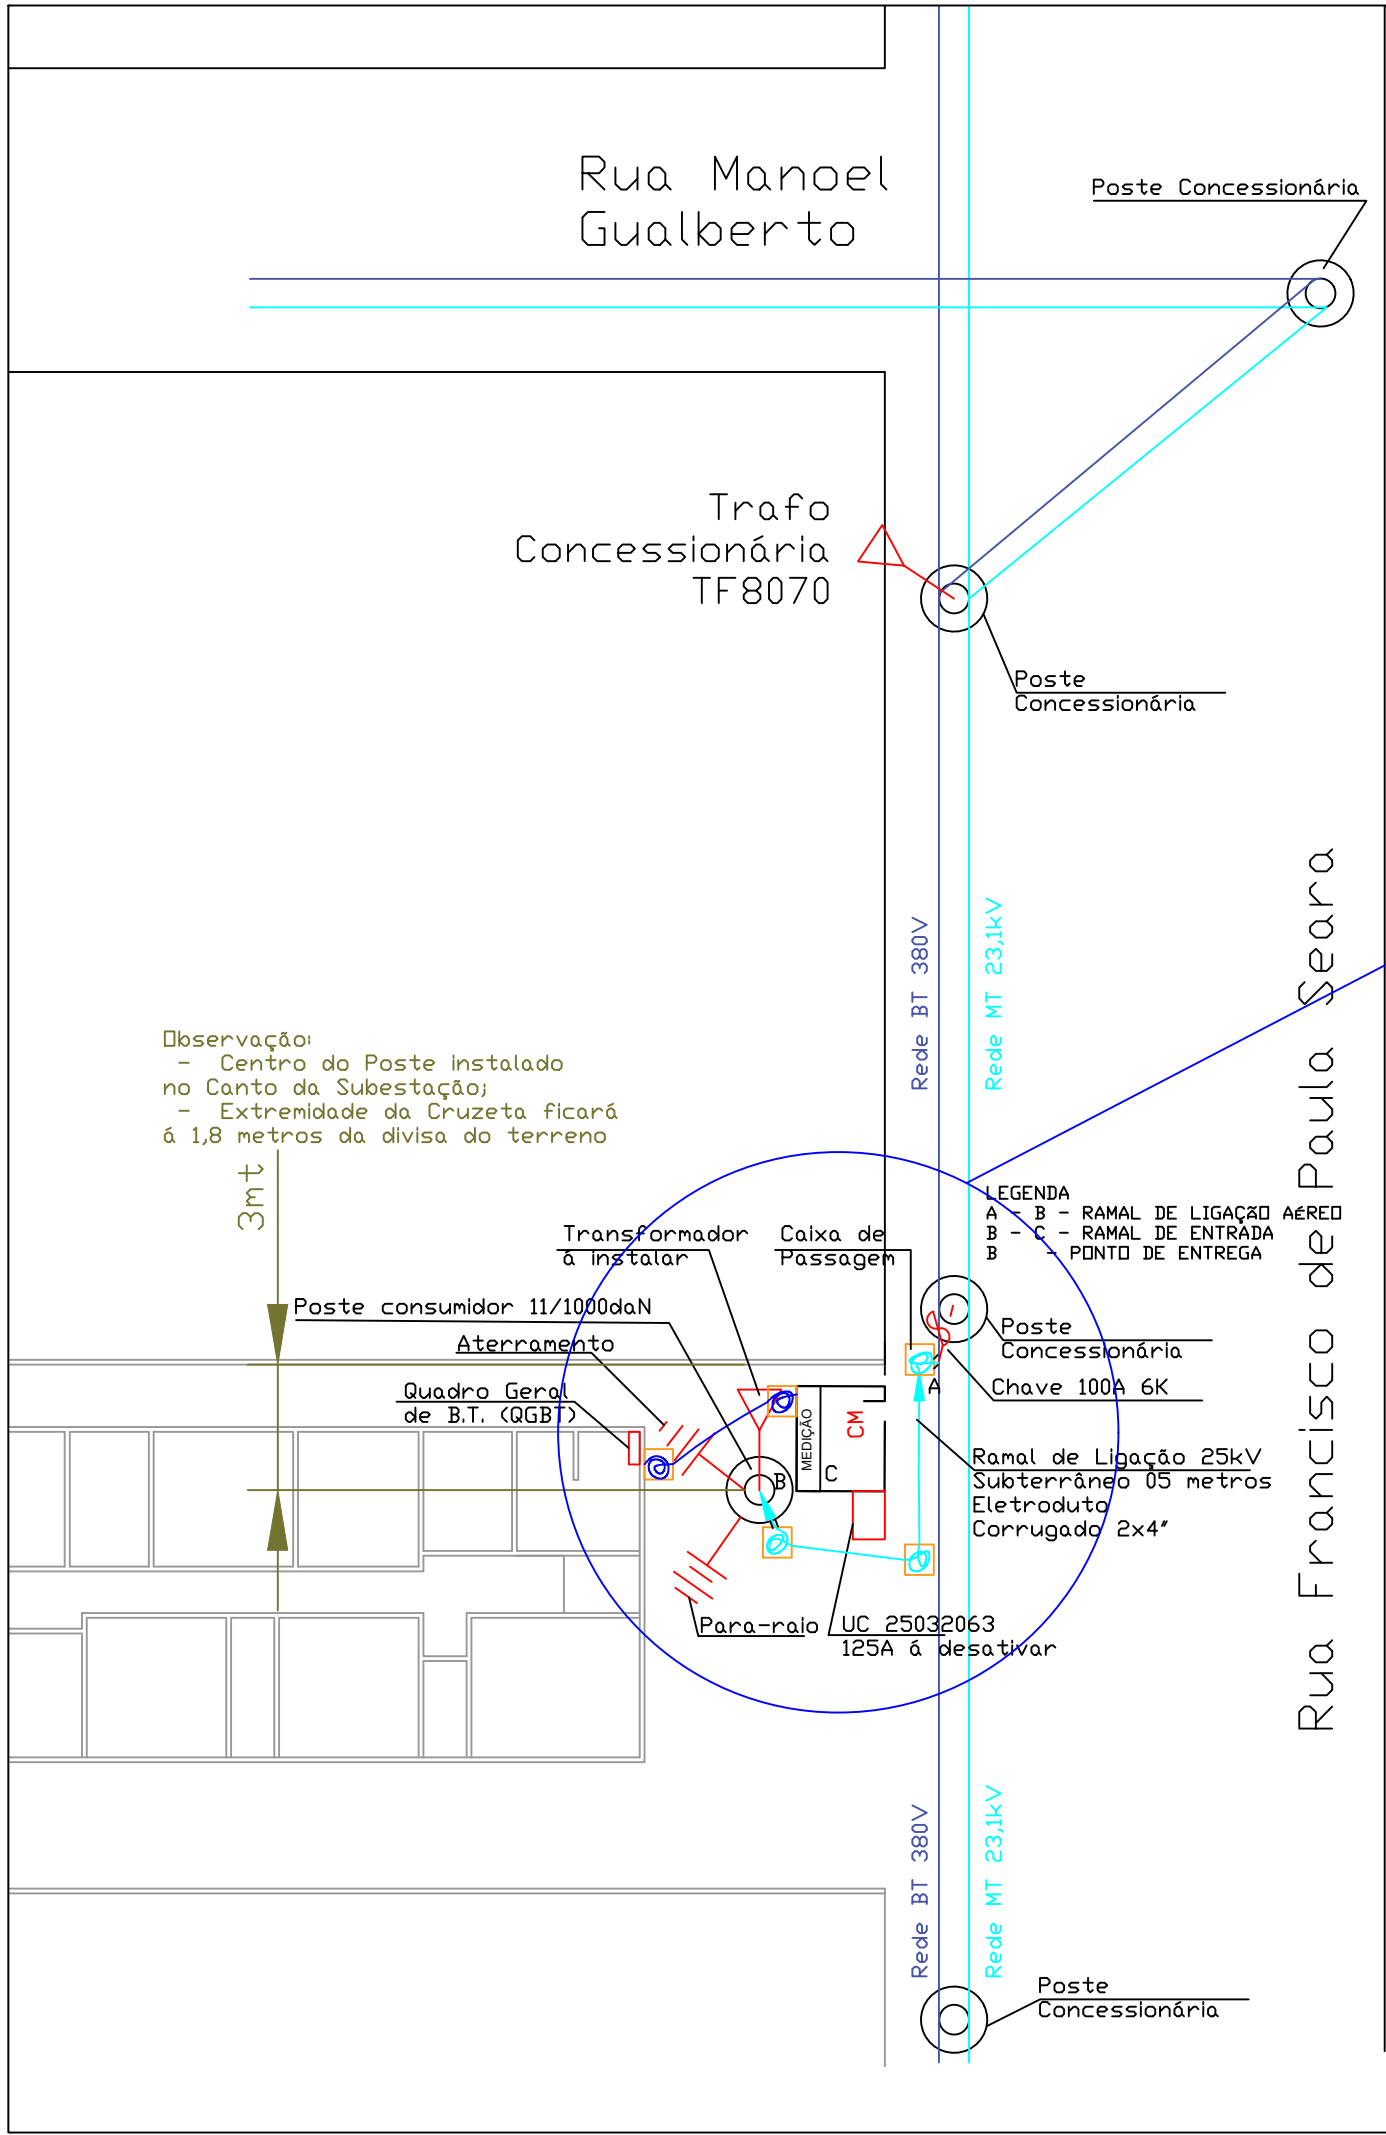 Rua Manoel
Gualberto
Poste Concessionária
Trafo
Concessionária
TF8070
Poste
Concessionária
Rede BT 380V
Rede MT 23,1kV
Rua Francisco de Paula Seara
Observação:
- Centro do Poste instalado
no Canto da Subestação;
- Extremidade da Cruzeta ficará
á 1,8 metros da divisa do terreno
3mt
LEGENDA
A - B - RAMAL DE LIGAÇÃO AÉREO
B - C - RAMAL DE ENTRADA
B - PONTO DE ENTREGA
Transformador
á instalar
Caixa de
Passagem
Poste consumidor 11/1000daN
Aterramento
Quadro Geral
de B.T. (QGBT)
Poste
Concessionária
A
Chave 100A 6K
MEDIÇÃO
CM
C
B
Ramal de Ligação 25kV
Subterrâneo 05 metros
Eletroduto
Corrugado 2x4"
Para-raio
UC 25032063
125A á desativar
Rede BT 380V
Rede MT 23,1kV
Poste
Concessionária